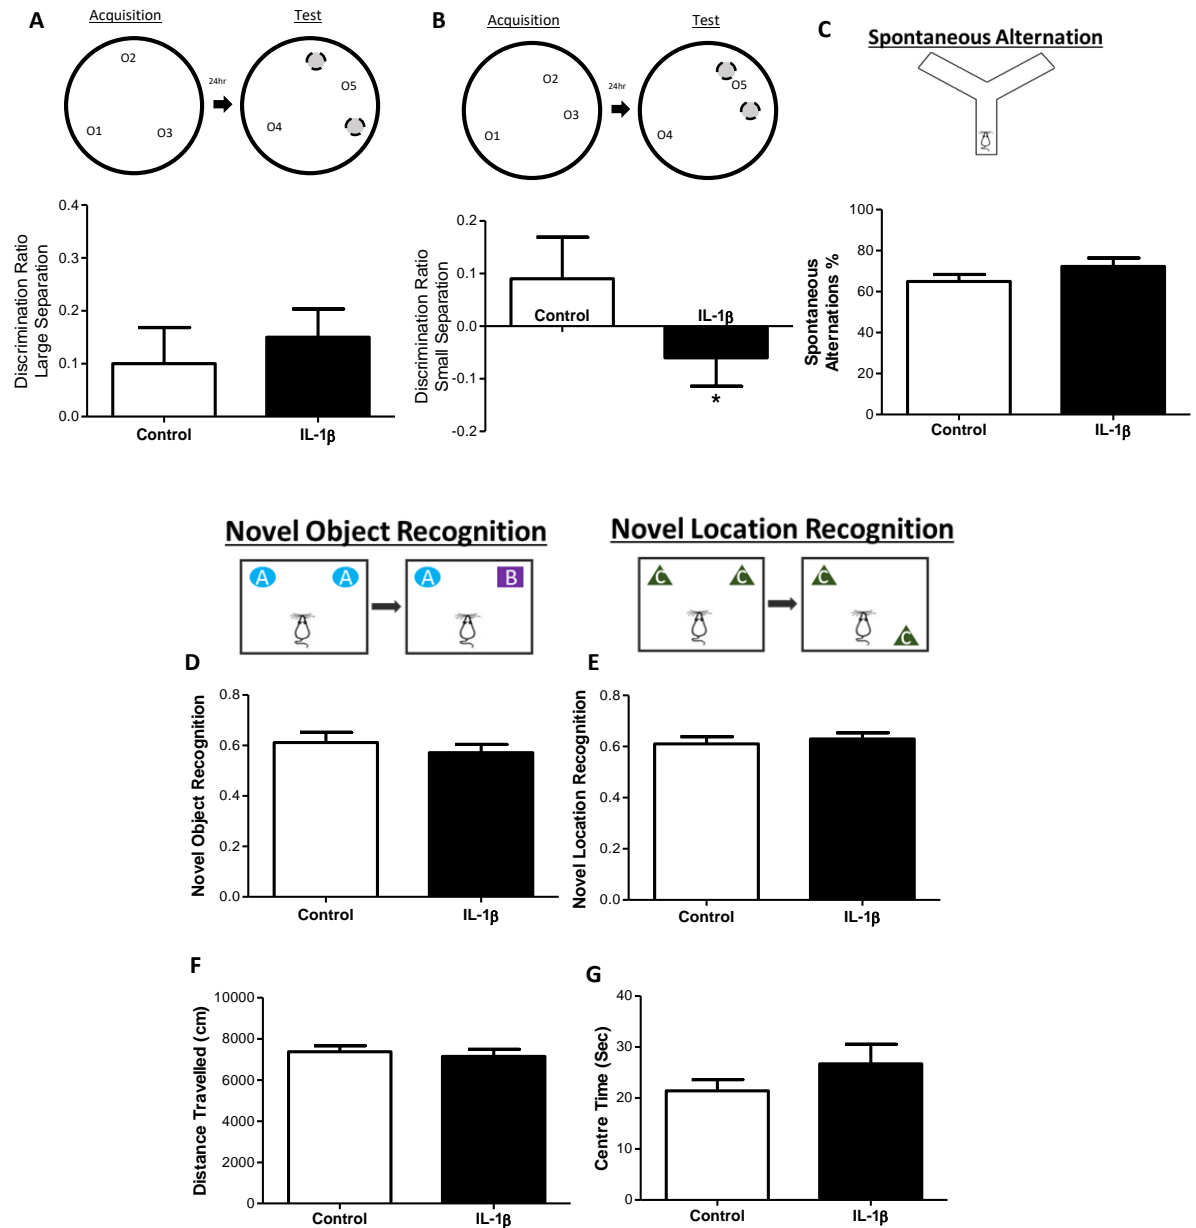 A
Acquisition
Test
O2
O1
O3
24hr
O5
O4
Discrimination Ratio
Large Separation
0.4
0.3
0.2
0.1
0.0
Control
IL-1β
B
Acquisition
Test
O2
O3
O1
24hr
O5
O4
Discrimination Ratio
Small Separation
0.2
0.1
0.0
-0.1
-0.2
Control
IL-1β
*
C
Spontaneous Alternation
Spontaneous
Alternations %
100
80
60
40
20
0
Control
IL-1β
Novel Object Recognition
A
A
A
B
D
Novel Object Recognition
0.8
0.6
0.4
0.2
0.0
Control
IL-1β
Novel Location Recognition
C
C
C
C
E
Novel Location Recognition
0.8
0.6
0.4
0.2
0.0
Control
IL-1β
F
Distance Travelled (cm)
10000
8000
6000
4000
2000
0
Control
IL-1β
G
Centre Time (Sec)
40
30
20
10
0
Control
IL-1β